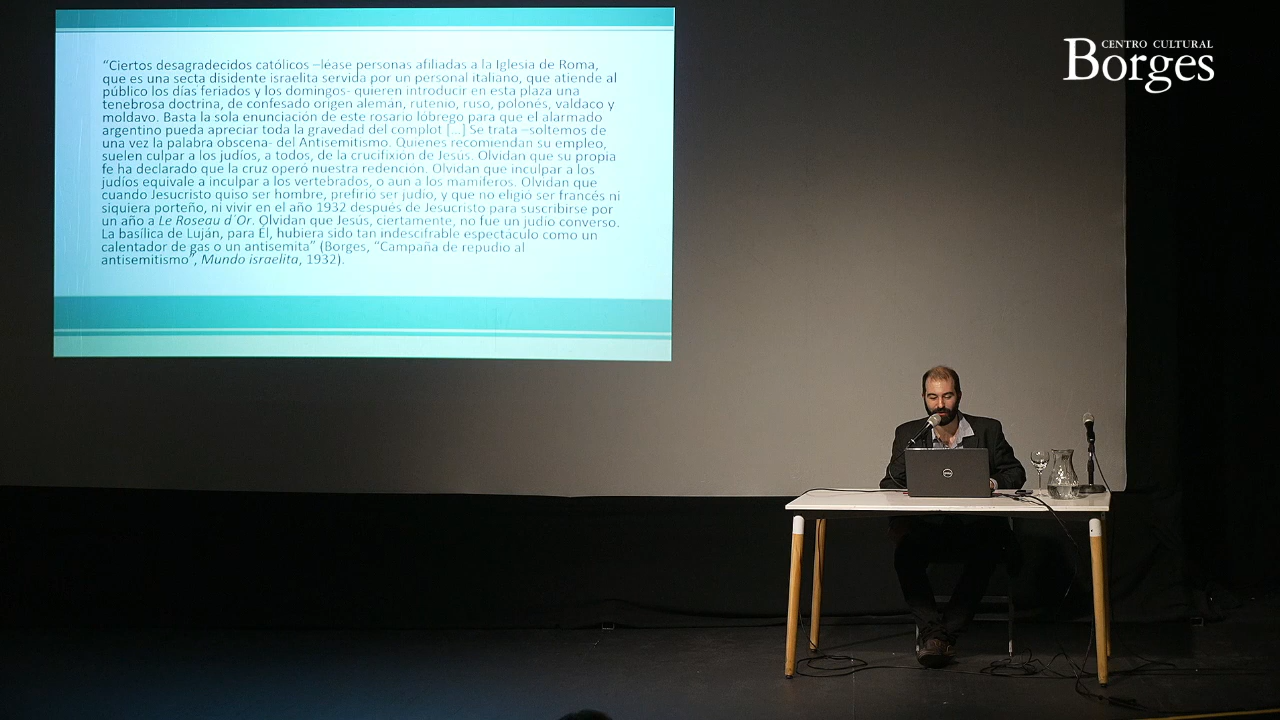 “Ciertos desagradecidos católicos –léase personas afiliadas a la Iglesia de Roma,
que es una secta disidente israelita servida por un personal italiano, que atiende al
público los días feriados y los domingos- quieren introducir en esta plaza una
tenebrosa doctrina, de confesado origen alemán, rutenio, ruso, polonés, valdaco y
moldavo. Basta la sola enunciación de este rosario lóbrego para que el alarmado
argentino pueda apreciar toda la gravedad del complot [...] Se trata –soltemos de
una vez la palabra obscena- del Antisemitismo. Quienes recomiendan su empleo,
suelen culpar a los judíos, a todos, de la crucifixión de Jesús. Olvidan que su propia
fe ha declarado que la cruz operó nuestra redención. Olvidan que inculpar a los
judíos equivale a inculpar a los vertebrados, o aun a los mamíferos. Olvidan que
cuando Jesucristo quiso ser hombre, prefirió ser judío, y que no eligió ser francés ni
siquiera porteño, ni vivir en el año 1932 después de Jesucristo para suscribirse por
un año a Le Roseau d´Or. Olvidan que Jesús, ciertamente, no fue un judío converso.
La basílica de Luján, para Él, hubiera sido tan indescifrable espectáculo como un
calentador de gas o un antisemita” (Borges, “Campaña de repudio al
antisemitismo”, Mundo israelita, 1932).
CENTRO CULTURAL
Borges
DELL